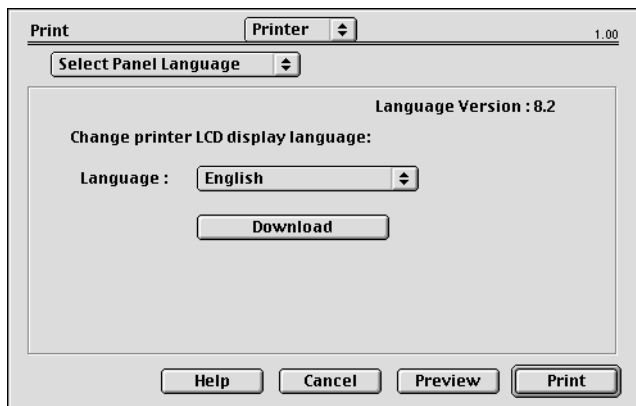 Print Printer 1.00
Select Panel Language
Language Version : 8.2
Change printer LCD display language:
Language : English
Download
Help Cancel Preview Print